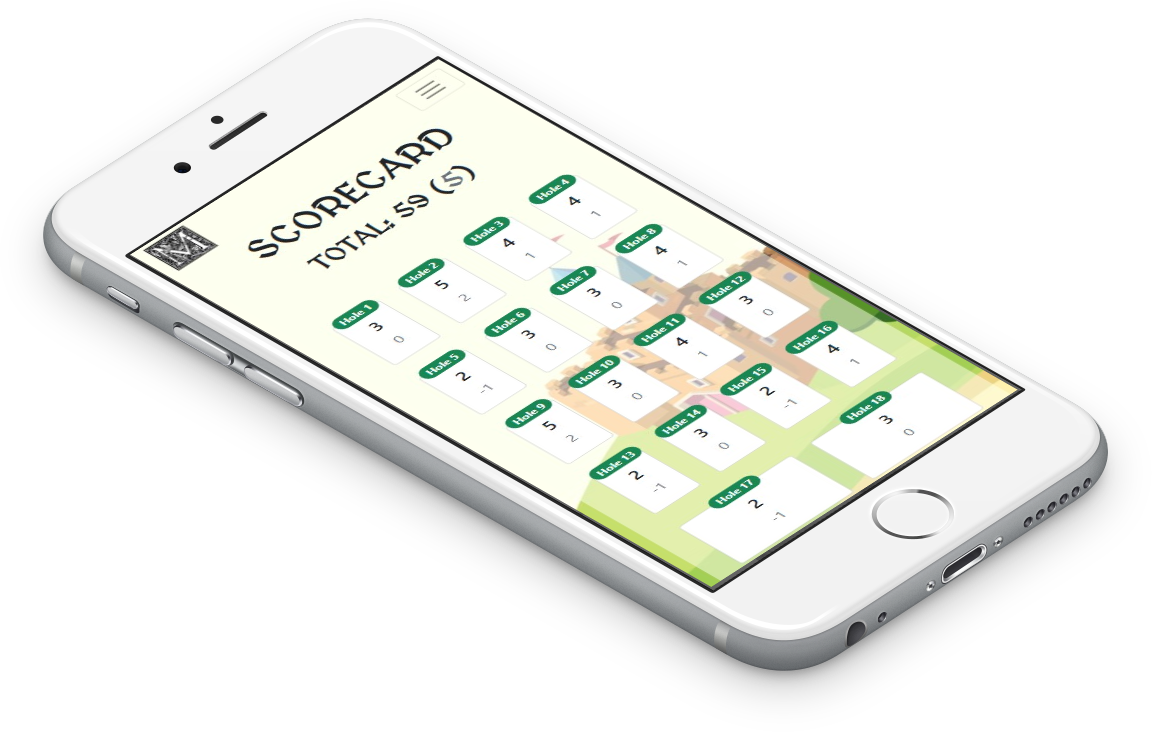 M
SCORECARD
TOTAL: 59 (5)
Hole 1
3
0
Hole 2
5
2
Hole 3
4
1
Hole 4
4
1
Hole 5
2
-1
Hole 6
3
0
Hole 7
3
0
Hole 8
4
1
Hole 9
5
2
Hole 10
3
0
Hole 11
4
1
Hole 12
3
0
Hole 13
2
-1
Hole 14
3
0
Hole 15
2
-1
Hole 16
4
1
Hole 17
2
-1
Hole 18
3
0